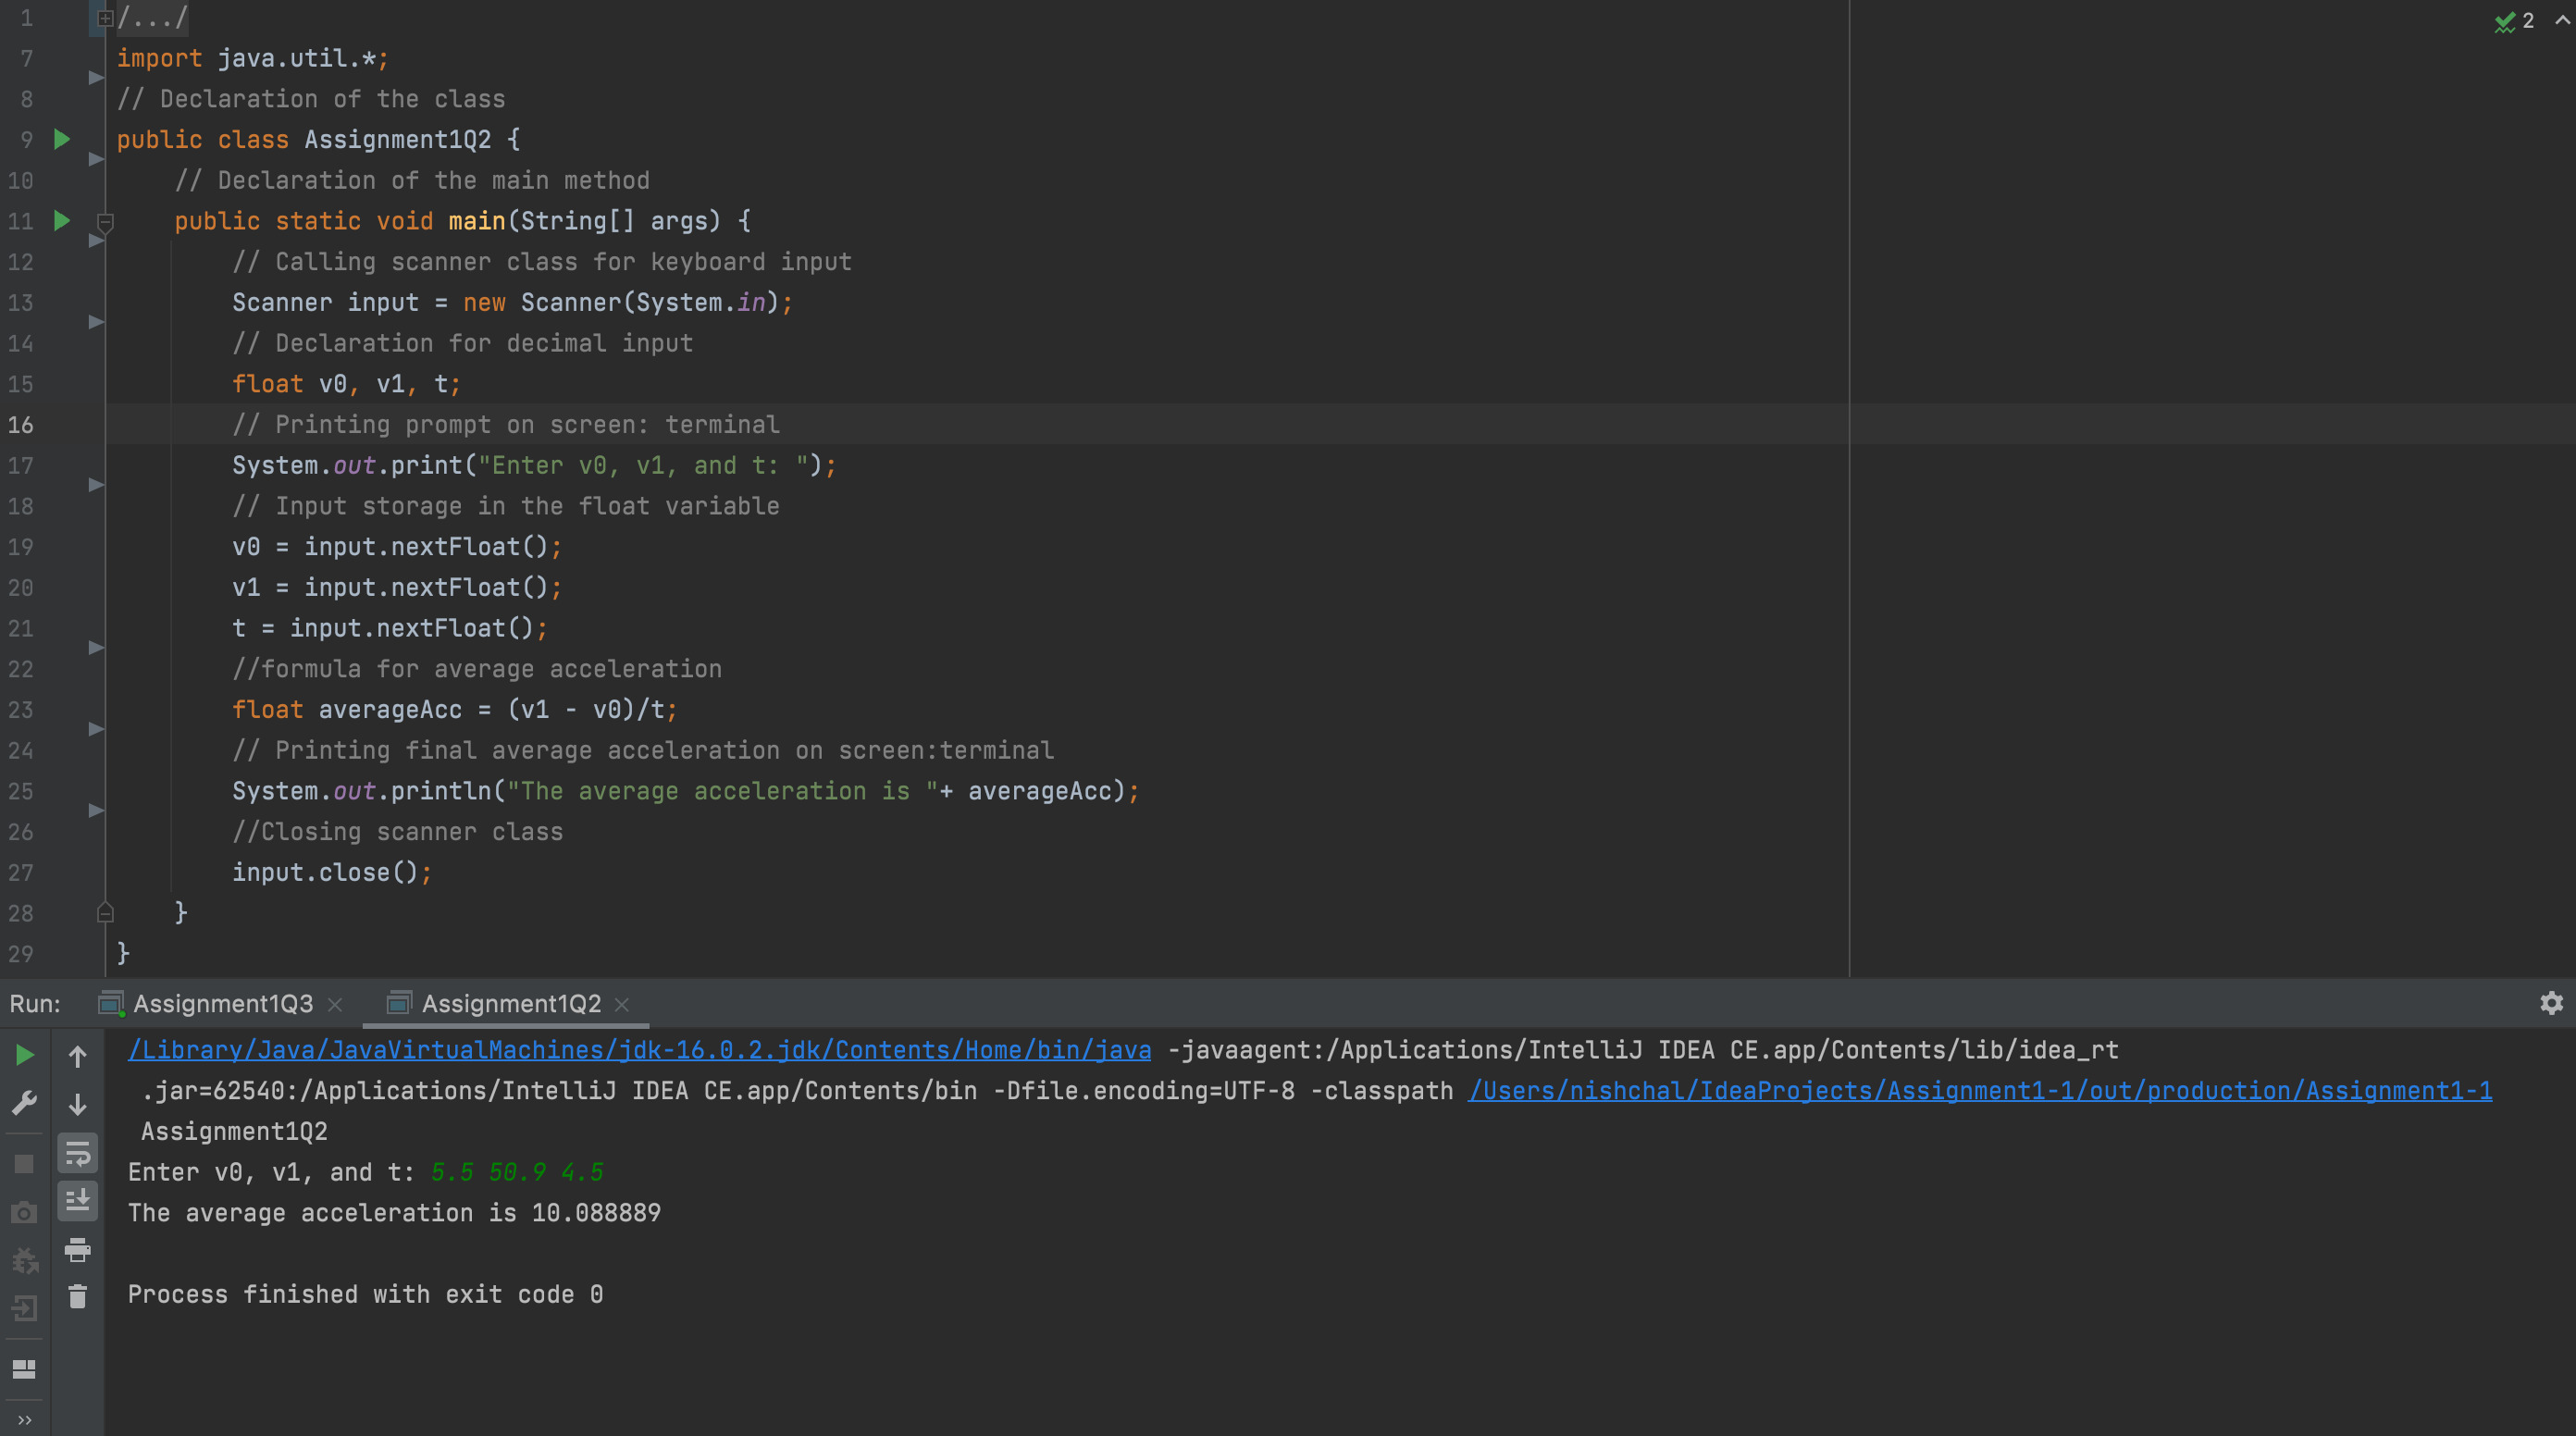 1 /.../ 2
7 import java.util.*;
8 // Declaration of the class
9 public class Assignment1Q2 {
10 // Declaration of the main method
11 public static void main(String[] args) {
12 // Calling scanner class for keyboard input
13 Scanner input = new Scanner(System.in);
14 // Declaration for decimal input
15 float v0, v1, t;
16 // Printing prompt on screen: terminal
17 System.out.print("Enter v0, v1, and t: ");
18 // Input storage in the float variable
19 v0 = input.nextFloat();
20 v1 = input.nextFloat();
21 t = input.nextFloat();
22 //formula for average acceleration
23 float averageAcc = (v1 - v0)/t;
24 // Printing final average acceleration on screen:terminal
25 System.out.println("The average acceleration is "+ averageAcc);
26 //Closing scanner class
27 input.close();
28 }
29 }
Run: Assignment1Q3 Assignment1Q2
/Library/Java/JavaVirtualMachines/jdk-16.0.2.jdk/Contents/Home/bin/java -javaagent:/Applications/IntelliJ IDEA CE.app/Contents/lib/idea_rt
.jar=62540:/Applications/IntelliJ IDEA CE.app/Contents/bin -Dfile.encoding=UTF-8 -classpath /Users/nishchal/IdeaProjects/Assignment1-1/out/production/Assignment1-1
Assignment1Q2
Enter v0, v1, and t: 5.5 50.9 4.5
The average acceleration is 10.088889
Process finished with exit code 0